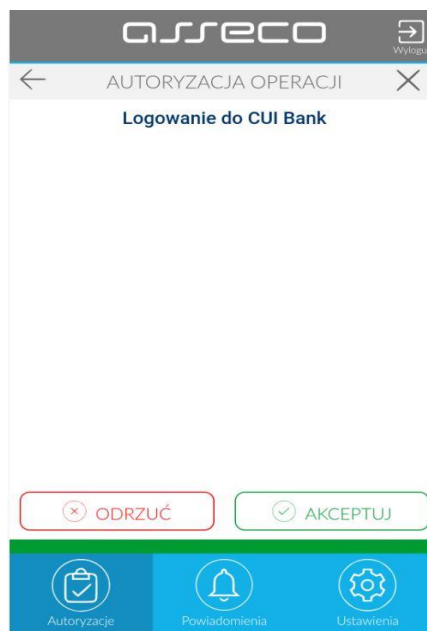 asseco
Wylogu
AUTORYZACJA OPERACJI
Logowanie do CUI Bank
ODRZUĆ
AKCEPTUJ
Autoryzacje
Powiadomienia
Ustawienia